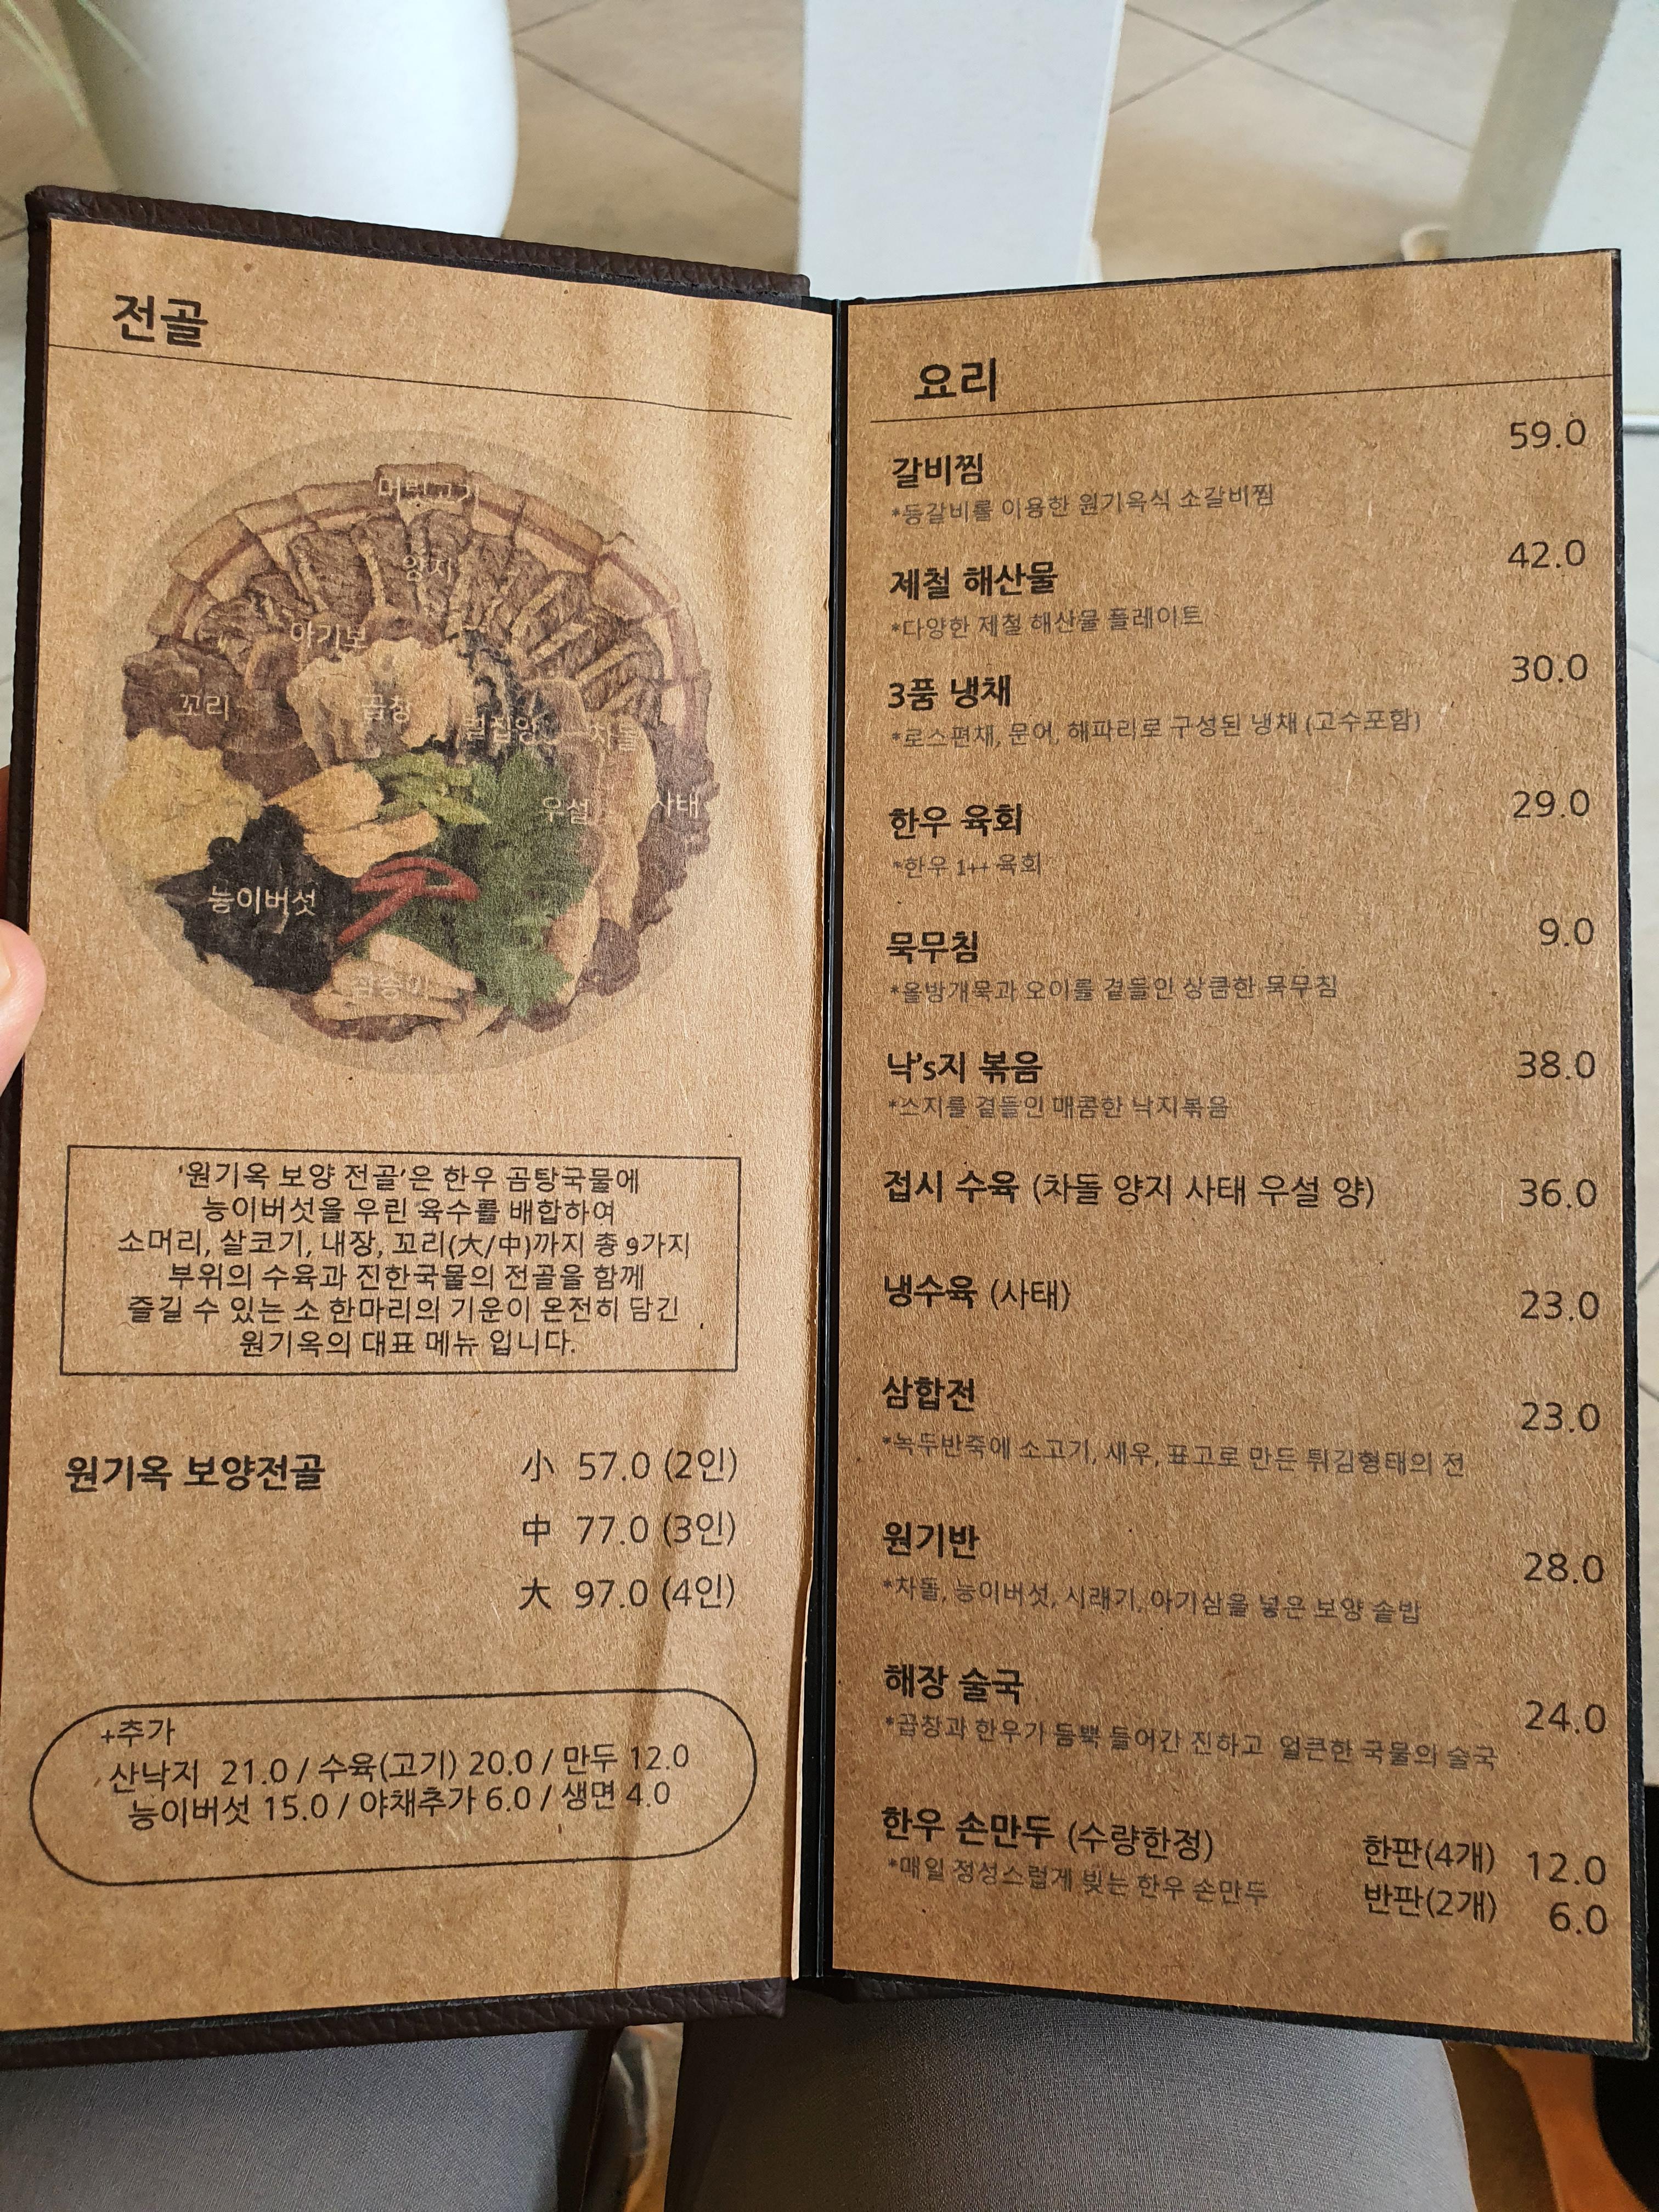 전골
머릿고기
양지
아기보
꼬리
곱창
벌집양
차돌
우설
사태
능이버섯
'원기옥 보양 전골'은 한우 곰탕국물에
능이버섯을 우린 육수를 배합하여
소머리, 살코기, 내장, 꼬리(大/中)까지 총 9가지
부위의 수육과 진한국물의 전골을 함께
즐길 수 있는 소 한마리의 기운이 온전히 담긴
원기옥의 대표 메뉴 입니다.
원기옥 보양전골 小 57.0 (2인)
中 77.0 (3인)
大 97.0 (4인)
+추가
산낙지 21.0 / 수육(고기) 20.0 / 만두 12.0
능이버섯 15.0 / 야채추가 6.0 / 생면 4.0
요리
갈비찜 59.0
*등갈비를 이용한 원기옥식 소갈비찜
제철 해산물 42.0
*다양한 제철 해산물 플레이트
3품 냉채 30.0
*로스편채, 문어, 해파리로 구성된 냉채 (고수포함)
한우 육회 29.0
*한우 1++ 육회
묵무침 9.0
*올방개묵과 오이를 곁들인 상큼한 묵무침
낙's지 볶음 38.0
*스지를 곁들인 매콤한 낙지볶음
접시 수육 (차돌 양지 사태 우설 양) 36.0
냉수육 (사태) 23.0
삼합전 23.0
*녹두반죽에 소고기, 새우, 표고로 만든 튀김형태의 전
원기반 28.0
*차돌, 능이버섯, 시래기, 아기삼을 넣은 보양 솥밥
해장 술국 24.0
*곱창과 한우가 듬뿍 들어간 진하고 얼큰한 국물의 술국
한우 손만두 (수량한정) 한판(4개) 12.0
*매일 정성스럽게 빚는 한우 손만두 반판(2개) 6.0